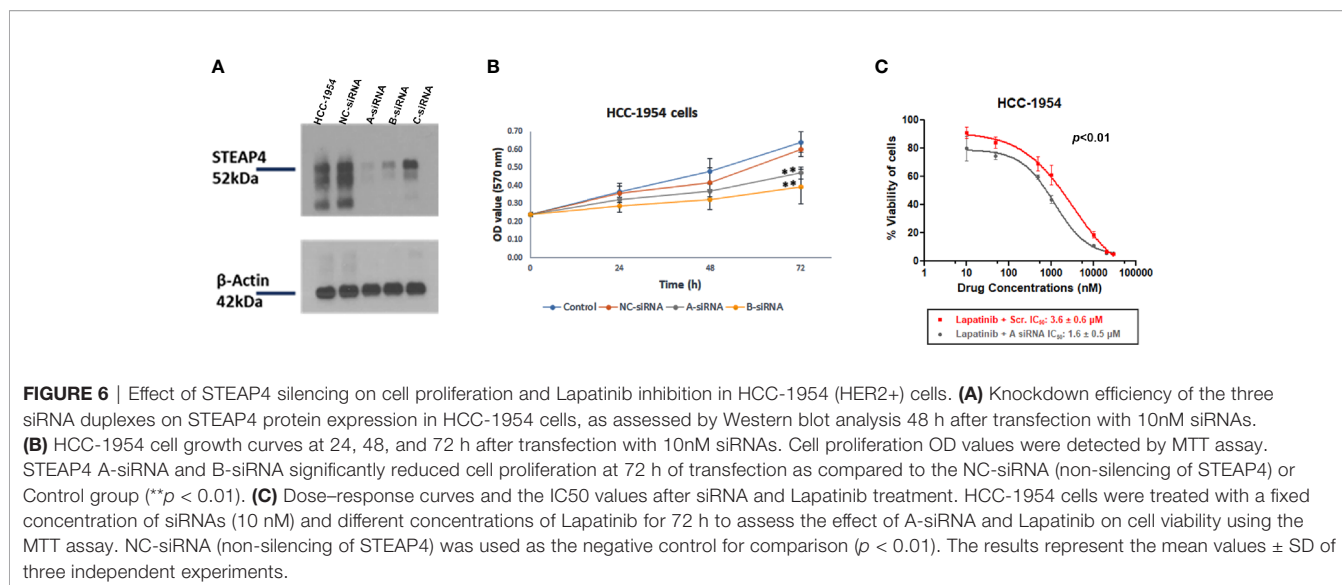 A
HCC-1954
NC-siRNA
A-siRNA
B-siRNA
C-siRNA
STEAP4
52kDa
β-Actin
42kDa
B
HCC-1954 cells
OD value (570 nm)
0.70
0.60
0.50
0.40
0.30
0.20
0.10
0.00
**
**
0 24 48 72
Time (h)
Control NC-siRNA A-siRNA B-siRNA
C
HCC-1954
p<0.01
% Viability of cells
100
80
60
40
20
0
1 10 100 1000 10000 100000
Drug Concentrations (nM)
Lapatinib + Scr. IC₅₀: 3.6 ± 0.6 µM
Lapatinib + A siRNA IC₅₀: 1.6 ± 0.5 µM
FIGURE 6 | Effect of STEAP4 silencing on cell proliferation and Lapatinib inhibition in HCC-1954 (HER2+) cells. (A) Knockdown efficiency of the three
siRNA duplexes on STEAP4 protein expression in HCC-1954 cells, as assessed by Western blot analysis 48 h after transfection with 10nM siRNAs.
(B) HCC-1954 cell growth curves at 24, 48, and 72 h after transfection with 10nM siRNAs. Cell proliferation OD values were detected by MTT assay.
STEAP4 A-siRNA and B-siRNA significantly reduced cell proliferation at 72 h of transfection as compared to the NC-siRNA (non-silencing of STEAP4) or
Control group (**p < 0.01). (C) Dose–response curves and the IC50 values after siRNA and Lapatinib treatment. HCC-1954 cells were treated with a fixed
concentration of siRNAs (10 nM) and different concentrations of Lapatinib for 72 h to assess the effect of A-siRNA and Lapatinib on cell viability using the
MTT assay. NC-siRNA (non-silencing of STEAP4) was used as the negative control for comparison (p < 0.01). The results represent the mean values ± SD of
three independent experiments.